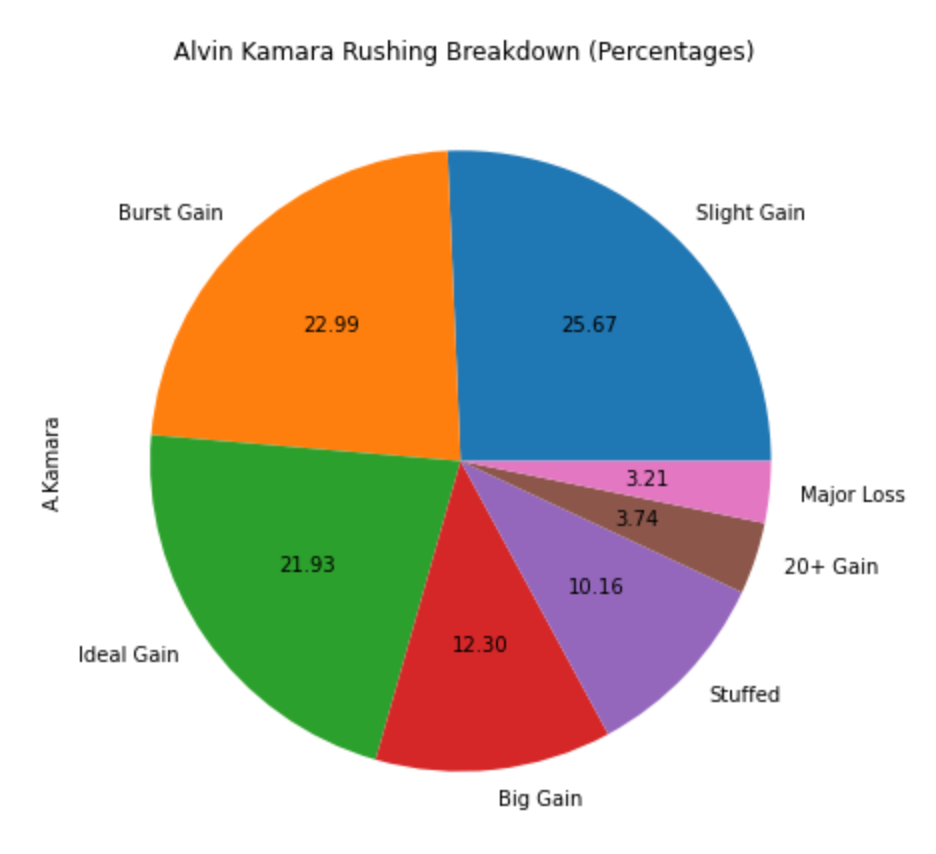 Alvin Kamara Rushing Breakdown (Percentages)
Burst Gain
Slight Gain
22.99
25.67
A.Kamara
3.21
Major Loss
3.74
20+ Gain
21.93
10.16
12.30
Ideal Gain
Stuffed
Big Gain